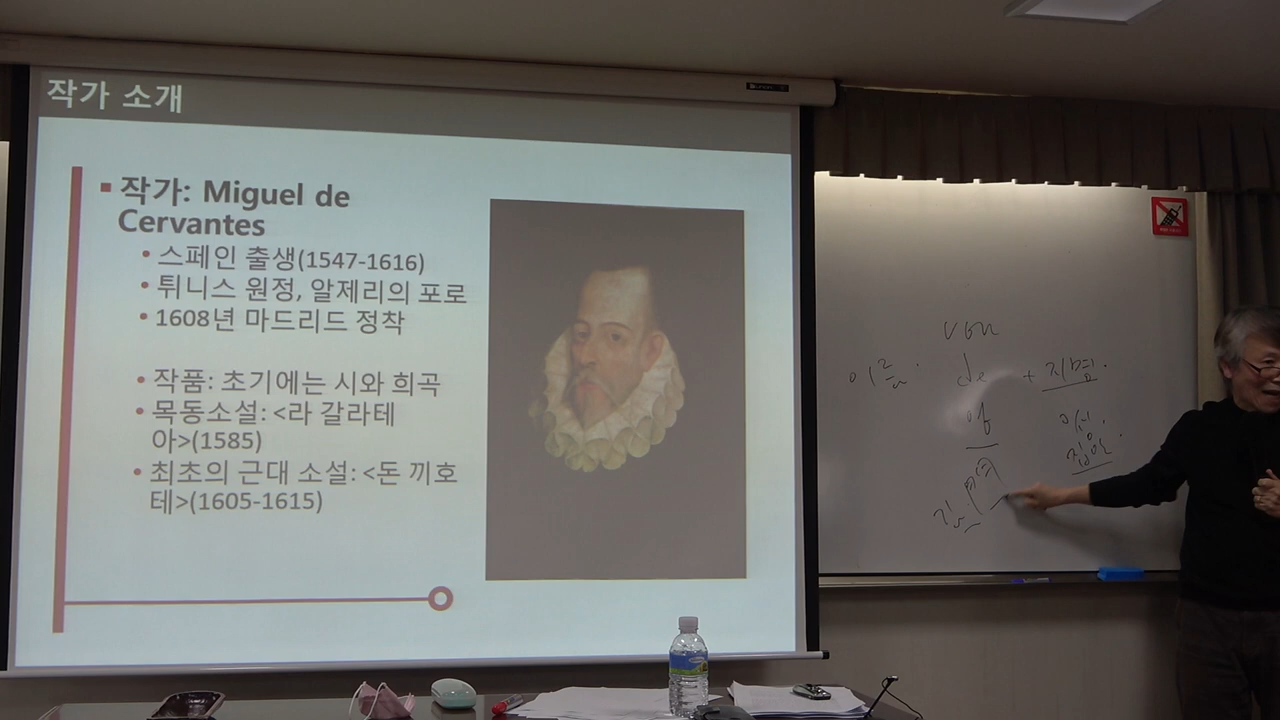 작가 소개
작가: Miguel de
Cervantes
스페인 출생(1547-1616)
튀니스 원정, 알제리의 포로
1608년 마드리드 정착
작품: 초기에는 시와 희곡
목동소설: <라 갈라테
아>(1585)
최초의 근대 소설: <돈 끼호
테>(1605-1615)
von
이름 de + 지명.
of